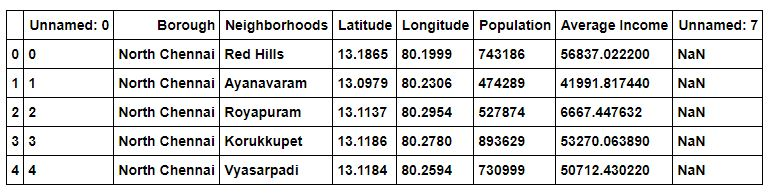 Unnamed: 0 Borough Neighborhoods Latitude Longitude Population Average Income Unnamed: 7
0 0 North Chennai Red Hills 13.1865 80.1999 743186 56837.022200 NaN
1 1 North Chennai Ayanavaram 13.0979 80.2306 474289 41991.817440 NaN
2 2 North Chennai Royapuram 13.1137 80.2954 527874 6667.447632 NaN
3 3 North Chennai Korukkupet 13.1186 80.2780 893629 53270.063890 NaN
4 4 North Chennai Vyasarpadi 13.1184 80.2594 730999 50712.430220 NaN